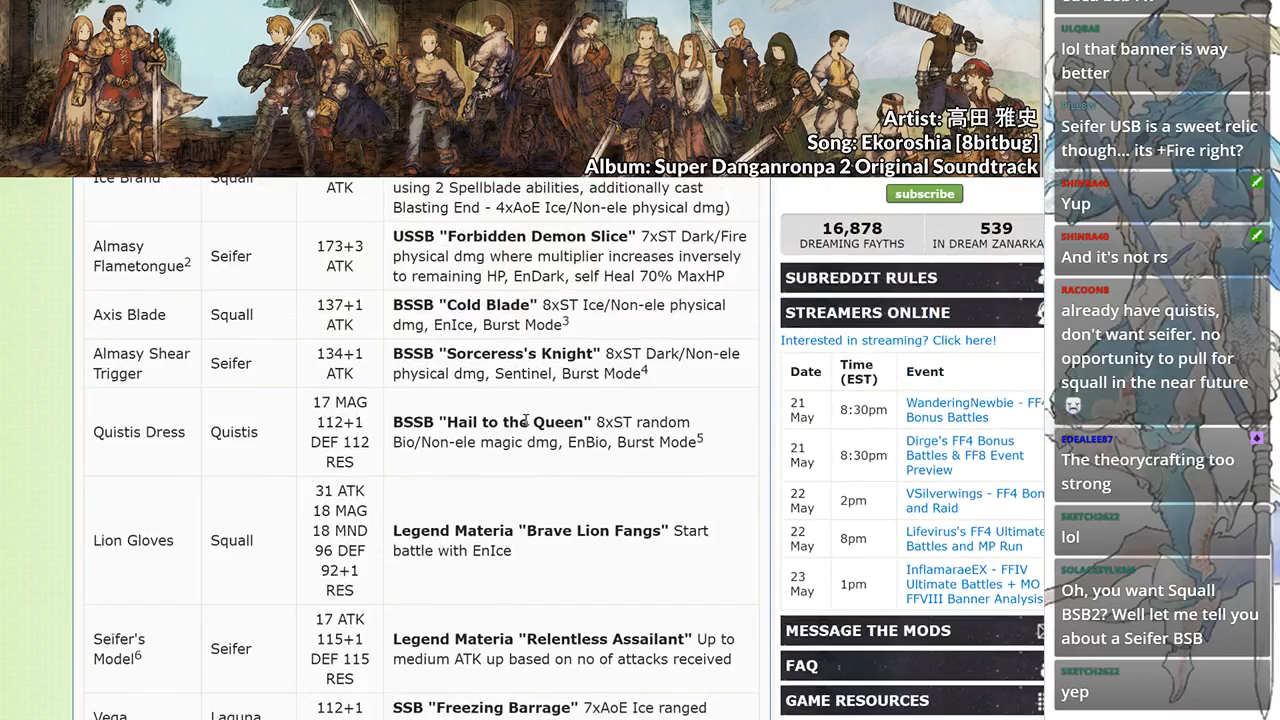 Artist: 高田 雅史
Song: Ekoroshia [8bitbug]
Album: Super Danganronpa 2 Original Soundtrack
Ice Brand
Squall
ATK
using 2 Spellblade abilities, additionally cast
Blasting End - 4xAoE Ice/Non-ele physical dmg)
Almasy
Flametongue2
Seifer
173+3
ATK
USSB "Forbidden Demon Slice" 7xST Dark/Fire
physical dmg where multiplier increases inversely
to remaining HP, EnDark, self Heal 70% MaxHP
Axis Blade
Squall
137+1
ATK
BSSB "Cold Blade" 8xST Ice/Non-ele physical
dmg, EnIce, Burst Mode3
Almasy Shear
Trigger
Seifer
134+1
ATK
BSSB "Sorceress's Knight" 8xST Dark/Non-ele
physical dmg, Sentinel, Burst Mode4
Quistis Dress
Quistis
17 MAG
112+1
DEF 112
RES
BSSB "Hail to the Queen" 8xST random
Bio/Non-ele magic dmg, EnBio, Burst Mode5
Lion Gloves
Squall
31 ATK
18 MAG
18 MND
96 DEF
92+1
RES
Legend Materia "Brave Lion Fangs" Start
battle with EnIce
Seifer's
Model6
Seifer
17 ATK
115+1
DEF 115
RES
Legend Materia "Relentless Assailant" Up to
medium ATK up based on no of attacks received
Vega
Laguna
112+1
SSB "Freezing Barrage" 7xAoE Ice ranged
subscribe
16,878
DREAMING FAYTHS
539
IN DREAM ZANARKA
SUBREDDIT RULES
STREAMERS ONLINE
Interested in streaming? Click here!
Date
Time
(EST)
Event
21
May
8:30pm
WanderingNewbie - FF4
Bonus Battles
21
May
8:30pm
Dirge's FF4 Bonus
Battles & FF8 Event
Preview
22
May
2pm
VSilverwings - FF4 Bon
and Raid
22
May
8pm
Lifevirus's FF4 Ultimate
Battles and MP Run
23
May
1pm
InflamaraeEX - FFIV
Ultimate Battles + MO
FFVIII Banner Analysis
MESSAGE THE MODS
FAQ
GAME RESOURCES
ULQBAE
lol that banner is way
better
Seifer USB is a sweet relic
though... its +Fire right?
SHINRA40
Yup
SHINRA40
And it's not rs
RACOON8
already have quistis,
don't want seifer. no
opportunity to pull for
squall in the near future
EDEALEE87
The theorycrafting too
strong
SKETCH2622
lol
SOLACESYLVAN
Oh, you want Squall
BSB2? Well let me tell you
about a Seifer BSB
SKETCH2622
yep